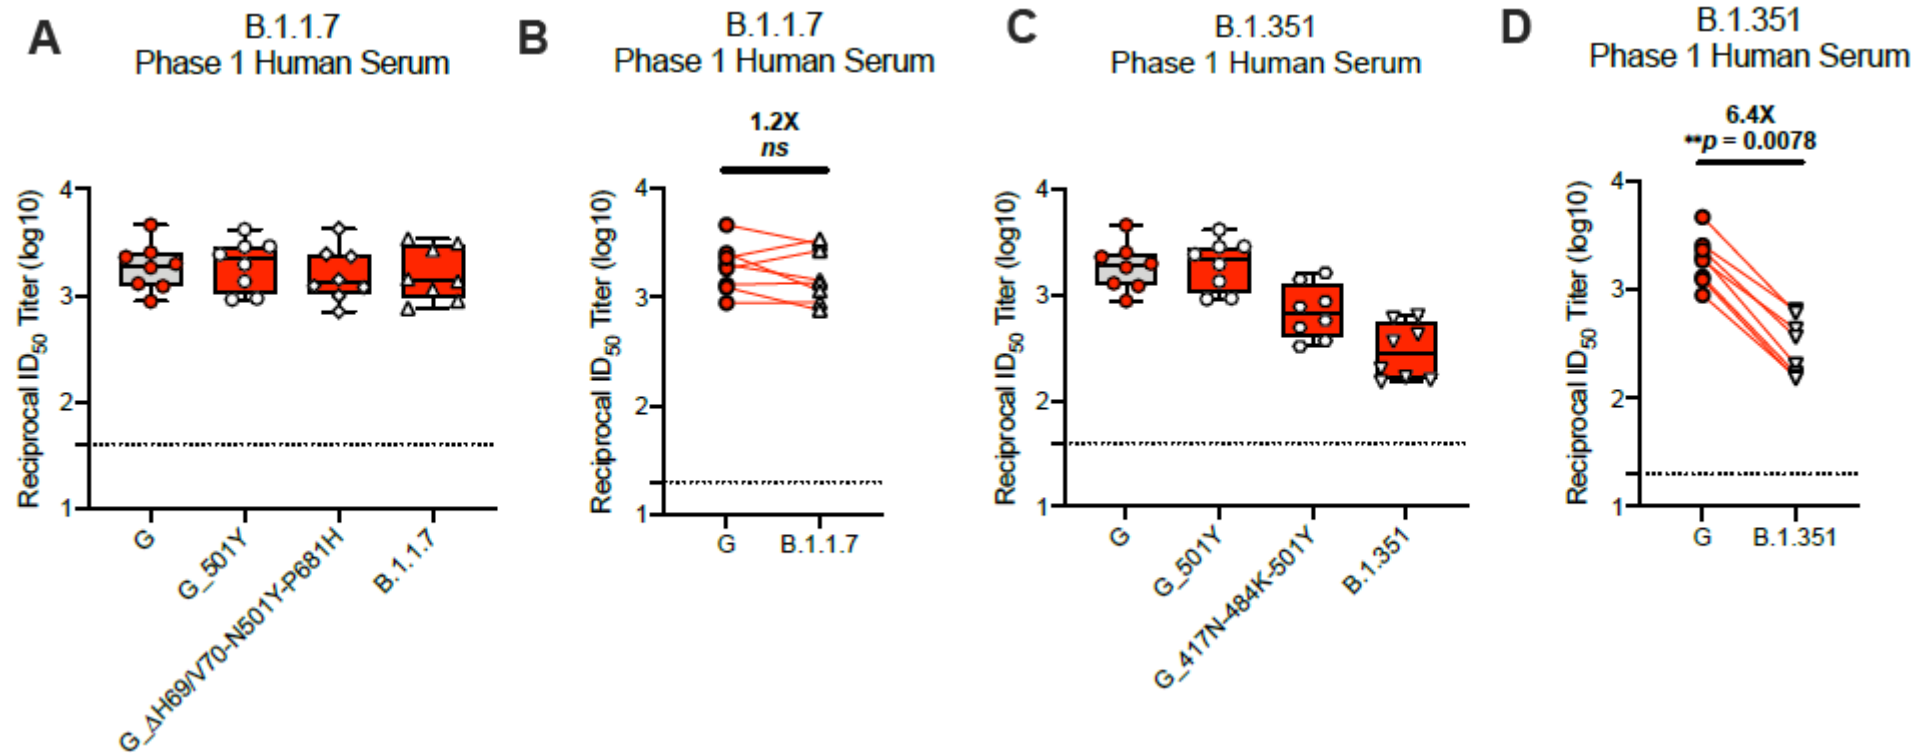 A
B.1.1.7
Phase 1 Human Serum
Reciprocal ID50 Titer (log10)
4
3
2
1
G
G_501Y
G_ΔH69/V70-N501Y-P681H
B.1.1.7
B
B.1.1.7
Phase 1 Human Serum
1.2X
ns
Reciprocal ID50 Titer (log10)
4
3
2
1
G
B.1.1.7
C
B.1.351
Phase 1 Human Serum
Reciprocal ID50 Titer (log10)
4
3
2
1
G
G_501Y
G_417N-484K-501Y
B.1.351
D
B.1.351
Phase 1 Human Serum
6.4X
**p = 0.0078
Reciprocal ID50 Titer (log10)
4
3
2
1
G
B.1.351